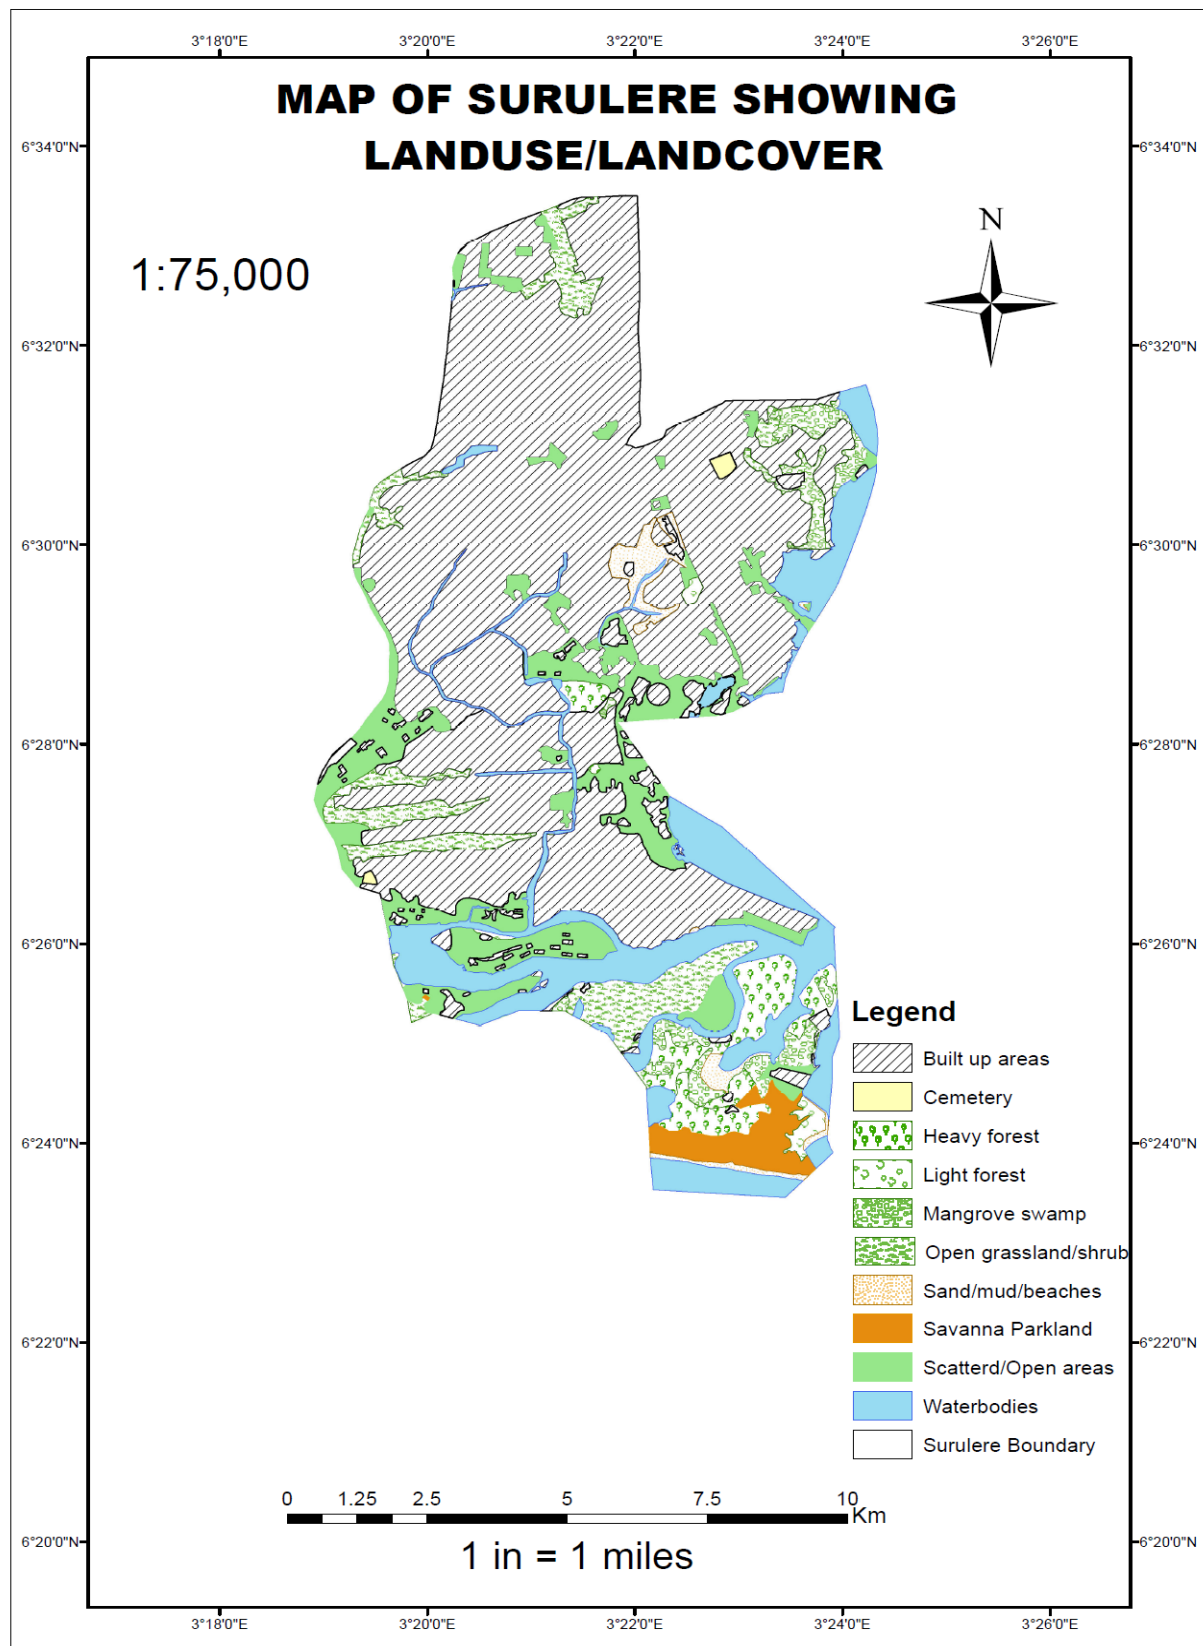 3°18'0"E 3°20'0"E 3°22'0"E 3°24'0"E 3°26'0"E
MAP OF SURULERE SHOWING
LANDUSE/LANDCOVER
6°34'0"N 6°34'0"N
N
1:75,000
6°32'0"N 6°32'0"N
6°30'0"N 6°30'0"N
6°28'0"N 6°28'0"N
6°26'0"N 6°26'0"N
Legend
Built up areas
Cemetery
Heavy forest
6°24'0"N 6°24'0"N
Light forest
Mangrove swamp
Open grassland/shrub
Sand/mud/beaches
Savanna Parkland
6°22'0"N 6°22'0"N
Scatterd/Open areas
Waterbodies
Surulere Boundary
0 1.25 2.5 5 7.5 10
Km
6°20'0"N 6°20'0"N
1 in = 1 miles
3°18'0"E 3°20'0"E 3°22'0"E 3°24'0"E 3°26'0"E